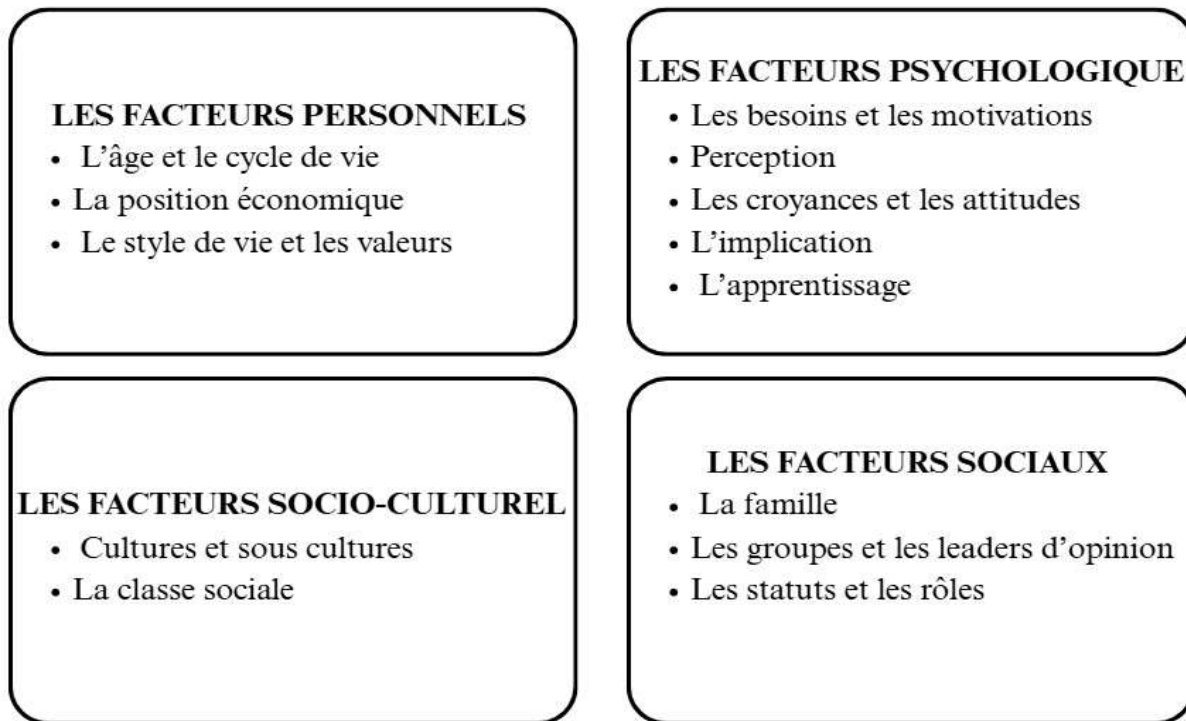 LES FACTEURS PERSONNELS
• L’âge et le cycle de vie
• La position économique
• Le style de vie et les valeurs
LES FACTEURS PSYCHOLOGIQUE
• Les besoins et les motivations
• Perception
• Les croyances et les attitudes
• L’implication
• L’apprentissage
LES FACTEURS SOCIO-CULTUREL
• Cultures et sous cultures
• La classe sociale
LES FACTEURS SOCIAUX
• La famille
• Les groupes et les leaders d’opinion
• Les statuts et les rôles